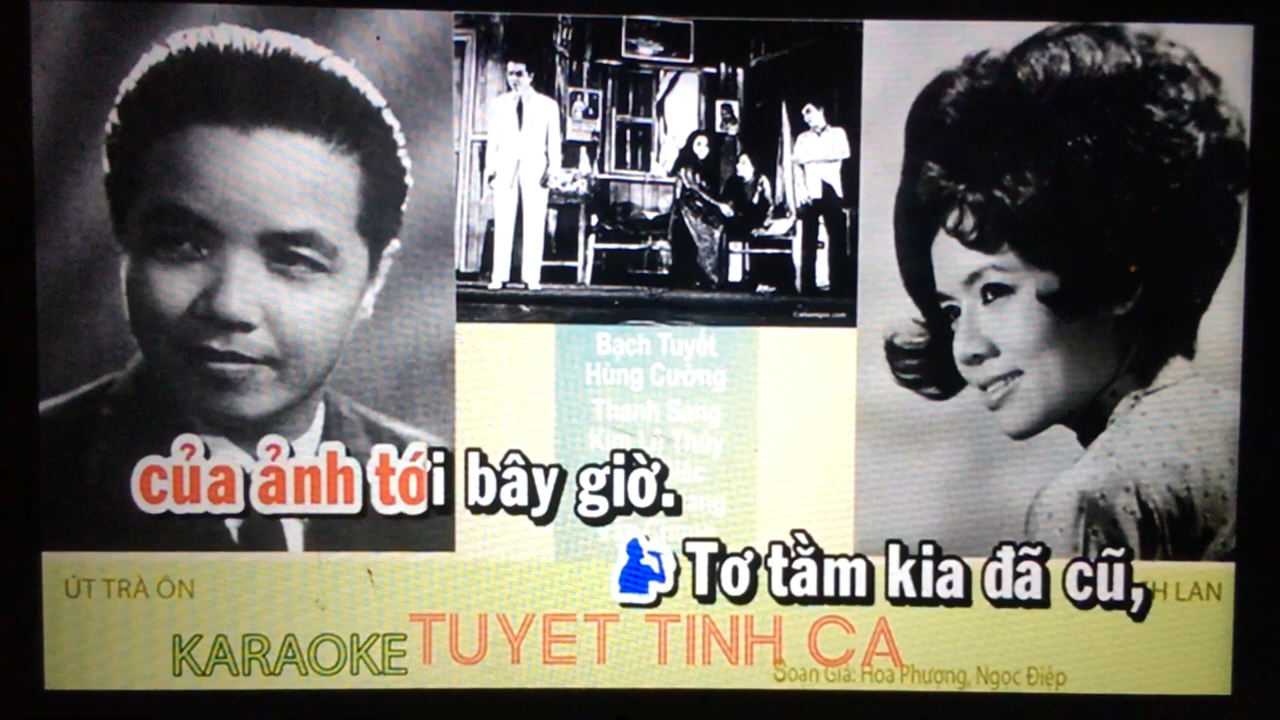 Bạch Tuyết
Hùng Cường
Thanh Sang
của ảnh tới bây giờ.
Tơ tằm kia đã cũ,
ÚT TRÀ ÔN
H LAN
KARAOKE TUYET TINH CA
Soạn Giả: Hoa Phượng, Ngọc Điệp